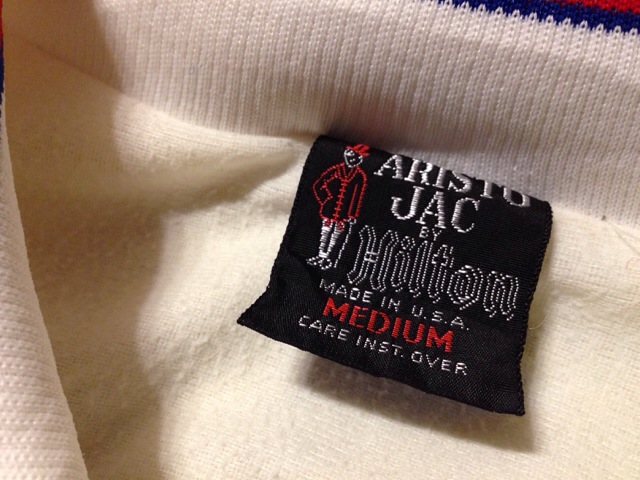 ARISTO
JAC
BY
Hilton
MADE IN U.S.A.
MEDIUM
CARE INST. OVER